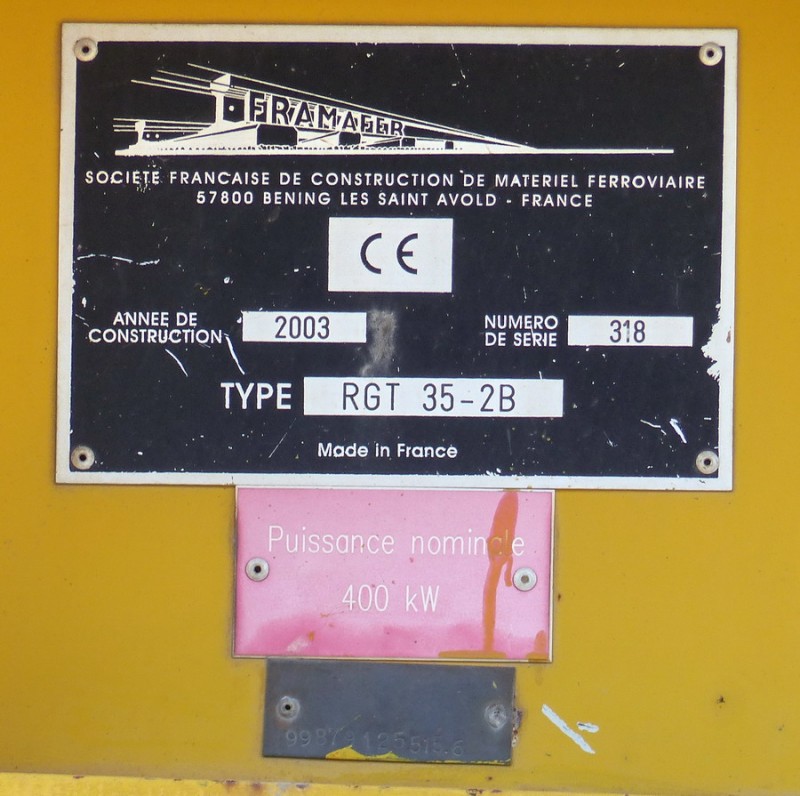 FRAMAFER
SOCIÉTÉ FRANCAISE DE CONSTRUCTION DE MATERIEL FERROVIAIRE
57800 BENING LES SAINT AVOLD - FRANCE
CE
ANNEE DE CONSTRUCTION 2003
NUMERO DE SERIE 318
TYPE RGT 35-2B
Made in France
Puissance nominale
400 kW